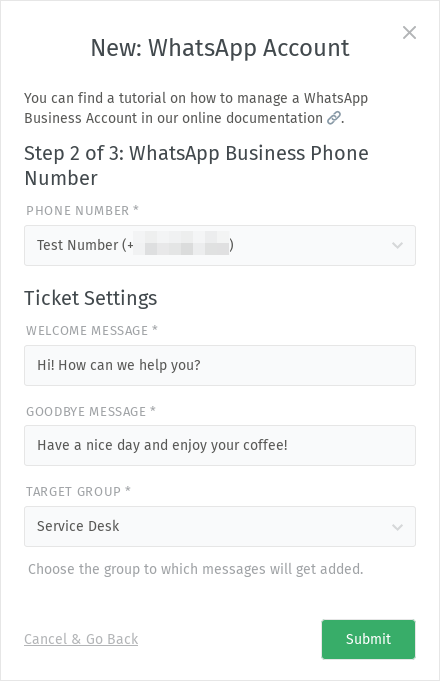 New: WhatsApp Account
You can find a tutorial on how to manage a WhatsApp
Business Account in our online documentation 🔗.
Step 2 of 3: WhatsApp Business Phone
Number
PHONE NUMBER *
Test Number (+)
Ticket Settings
WELCOME MESSAGE *
Hi! How can we help you?
GOODBYE MESSAGE *
Have a nice day and enjoy your coffee!
TARGET GROUP *
Service Desk
Choose the group to which messages will get added.
Cancel & Go Back
Submit